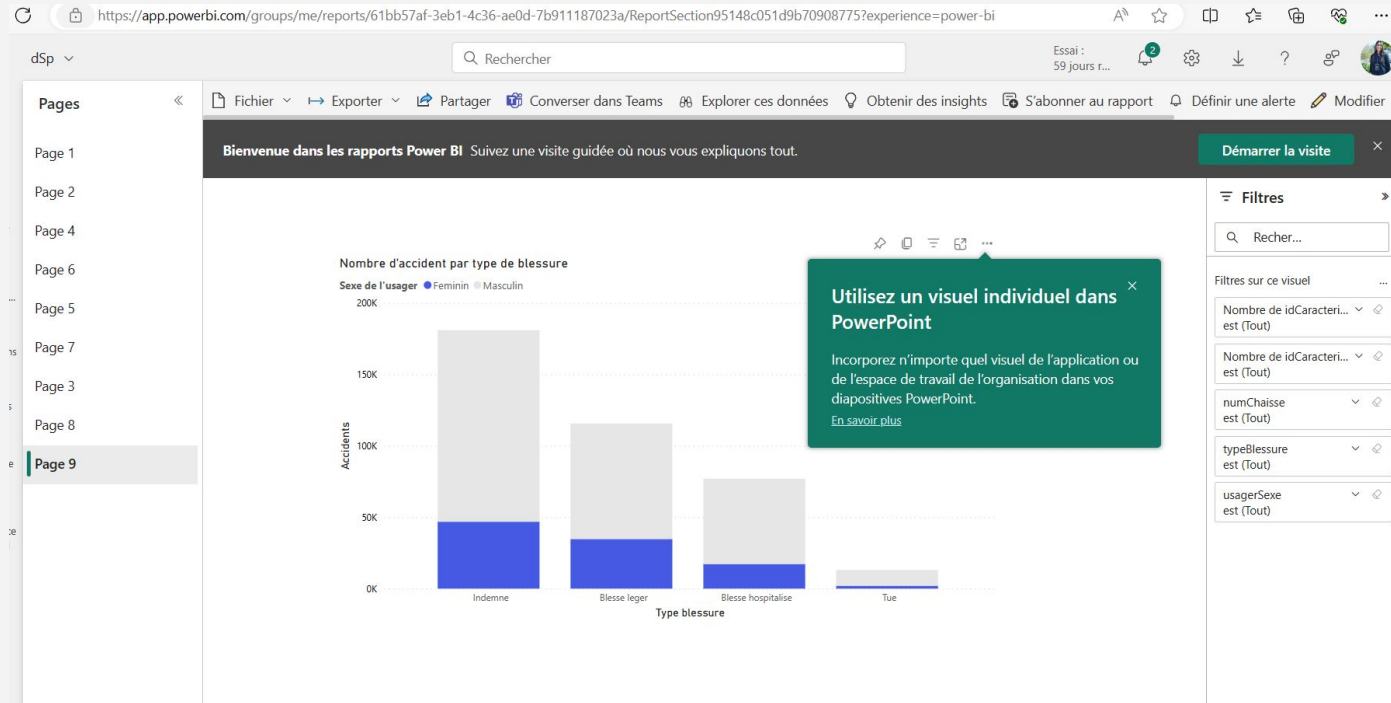 https://app.powerbi.com/groups/me/reports/61bb57af-3eb1-4c36-ae0d-7b911187023a/ReportSection95148c051d9b70908775?experience=power-bi
dSp
Rechercher
Essai :
59 jours r...
2
Pages
Fichier
Exporter
Partager
Converser dans Teams
Explorer ces données
Obtenir des insights
S'abonner au rapport
Définir une alerte
Modifier
Page 1
Page 2
Page 4
Page 6
Page 5
Page 7
Page 3
Page 8
Page 9
Bienvenue dans les rapports Power BI Suivez une visite guidée où nous vous expliquons tout.
Démarrer la visite
Nombre d'accident par type de blessure
Sexe de l'usager Feminin Masculin
200K
150K
100K
50K
0K
Accidents
Indemne Blesse leger Blesse hospitalise Tue
Type blessure
Utilisez un visuel individuel dans
PowerPoint
Incorporez n'importe quel visuel de l'application ou
de l'espace de travail de l'organisation dans vos
diapositives PowerPoint.
En savoir plus
Filtres
Recher...
Filtres sur ce visuel ...
Nombre de idCaracteri...
est (Tout)
Nombre de idCaracteri...
est (Tout)
numChaisse
est (Tout)
typeBlessure
est (Tout)
usagerSexe
est (Tout)